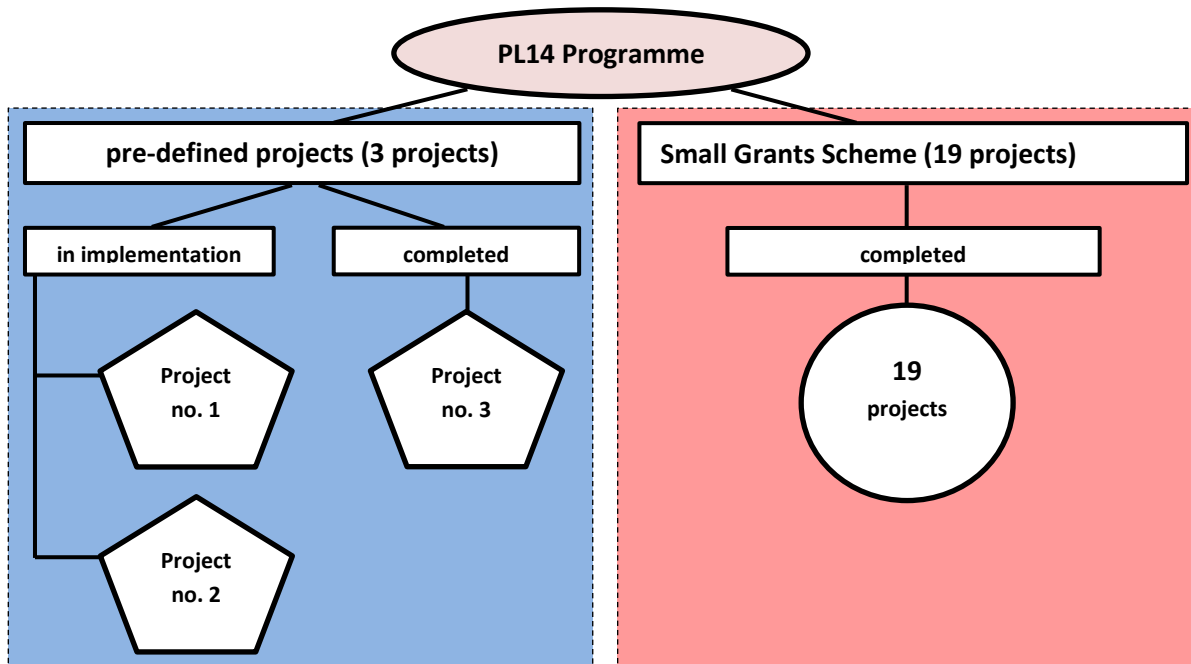 PL14 Programme
pre-defined projects (3 projects)
Small Grants Scheme (19 projects)
in implementation
completed
completed
Project
no. 1
Project
no. 3
19
projects
Project
no. 2